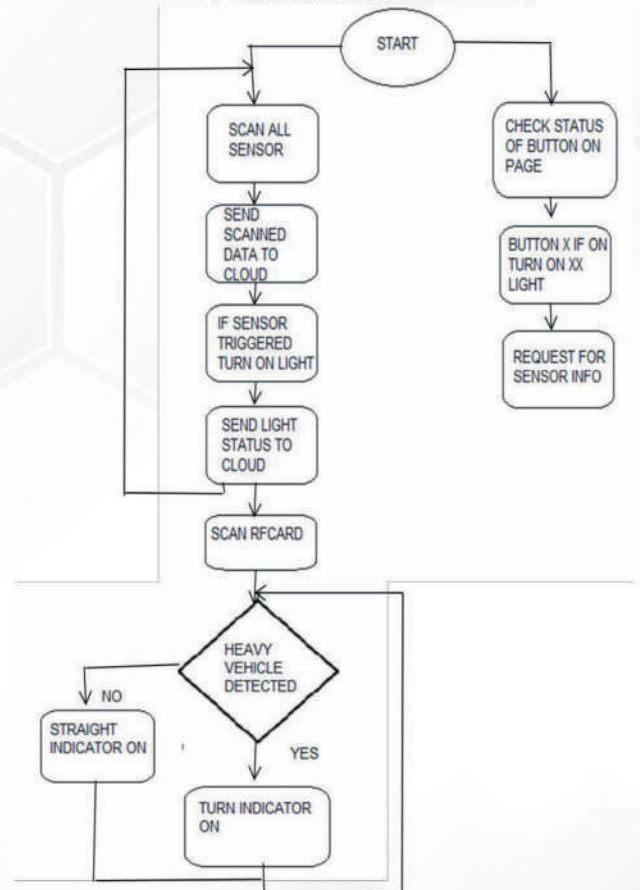 START
SCAN ALL
SENSOR
SEND
SCANNED
DATA TO
CLOUD
IF SENSOR
TRIGGERED
TURN ON LIGHT
SEND LIGHT
STATUS TO
CLOUD
SCAN RFCARD
HEAVY
VEHICLE
DETECTED
NO
STRAIGHT
INDICATOR ON
YES
TURN INDICATOR
ON
CHECK STATUS
OF BUTTON ON
PAGE
BUTTON X IF ON
TURN ON XX
LIGHT
REQUEST FOR
SENSOR INFO